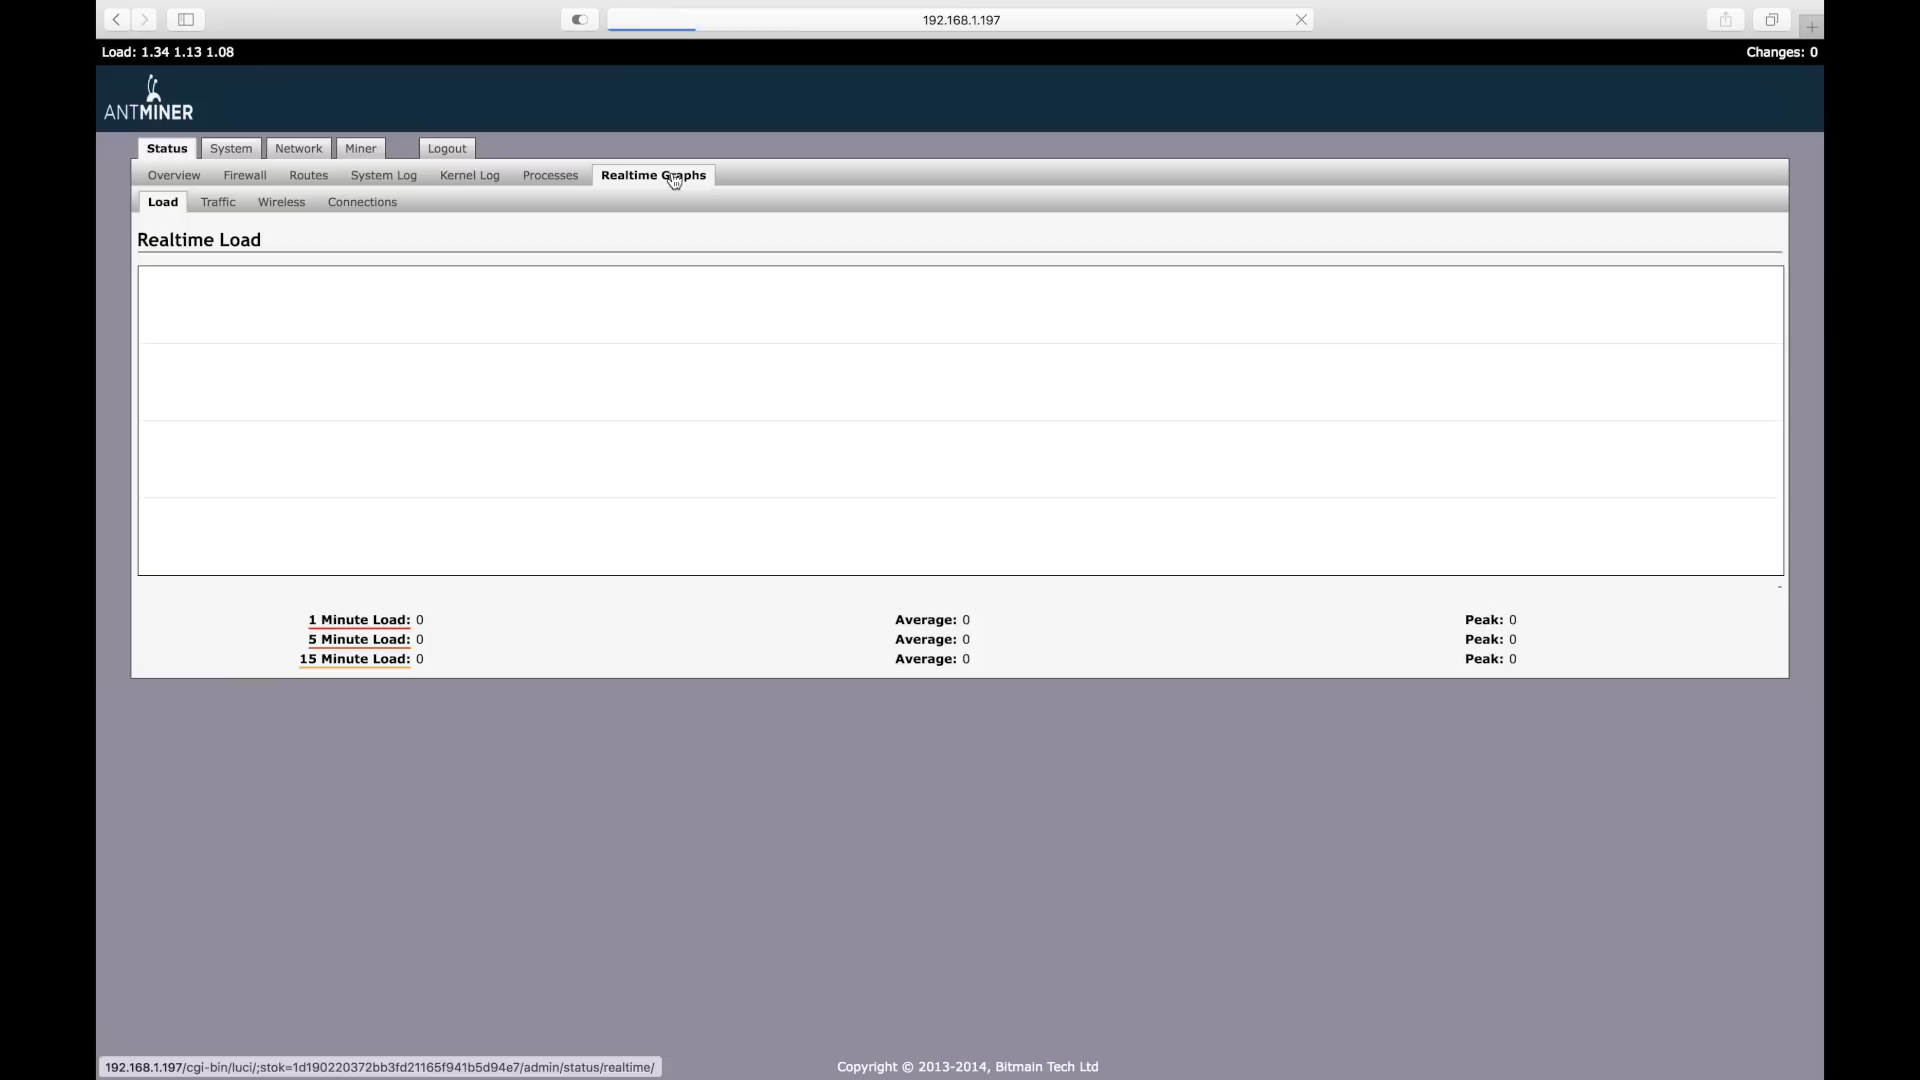 192.168.1.197
Load: 1.34 1.13 1.08
Changes: 0
ANTMINER
Status System Network Miner Logout
Overview Firewall Routes System Log Kernel Log Processes Realtime Graphs
Load Traffic Wireless Connections
Realtime Load
-
1 Minute Load: 0 Average: 0 Peak: 0
5 Minute Load: 0 Average: 0 Peak: 0
15 Minute Load: 0 Average: 0 Peak: 0
192.168.1.197/cgi-bin/luci/;stok=1d190220372bb3fd21165f941b5d94e7/admin/status/realtime/
Copyright © 2013-2014, Bitmain Tech Ltd